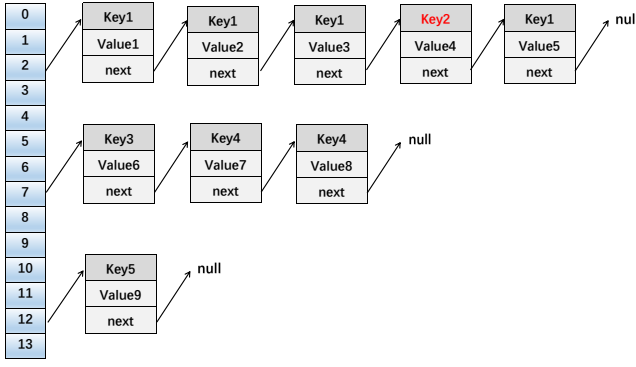 0
1
2
3
4
5
6
7
8
9
10
11
12
13
Key1
Value1
next
Key1
Value2
next
Key1
Value3
next
Key2
Value4
next
Key1
Value5
next
nul
Key3
Value6
next
Key4
Value7
next
Key4
Value8
next
null
Key5
Value9
next
null